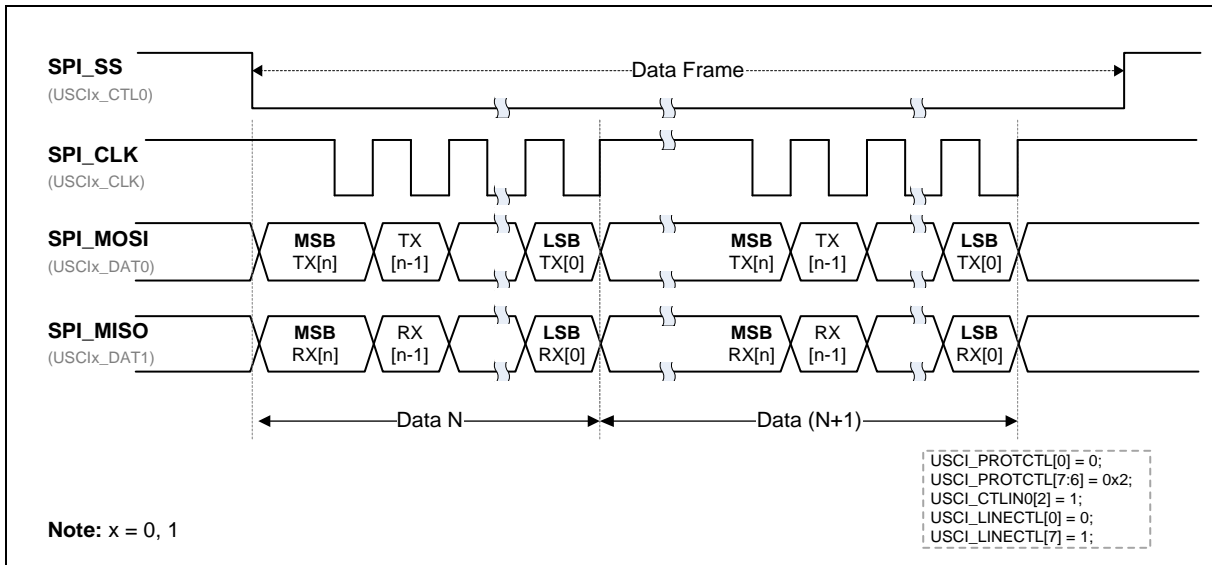 SPI_SS
(USCIx_CTL0)
Data Frame
SPI_CLK
(USCIx_CLK)
SPI_MOSI
(USCIx_DAT0)
MSB
TX[n]
TX
[n-1]
LSB
TX[0]
MSB
TX[n]
TX
[n-1]
LSB
TX[0]
SPI_MISO
(USCIx_DAT1)
MSB
RX[n]
RX
[n-1]
LSB
RX[0]
MSB
RX[n]
RX
[n-1]
LSB
RX[0]
Data N
Data (N+1)
USCI_PROTCTL[0] = 0;
USCI_PROTCTL[7:6] = 0x2;
USCI_CTLIN0[2] = 1;
USCI_LINECTL[0] = 0;
USCI_LINECTL[7] = 1;
Note: x = 0, 1